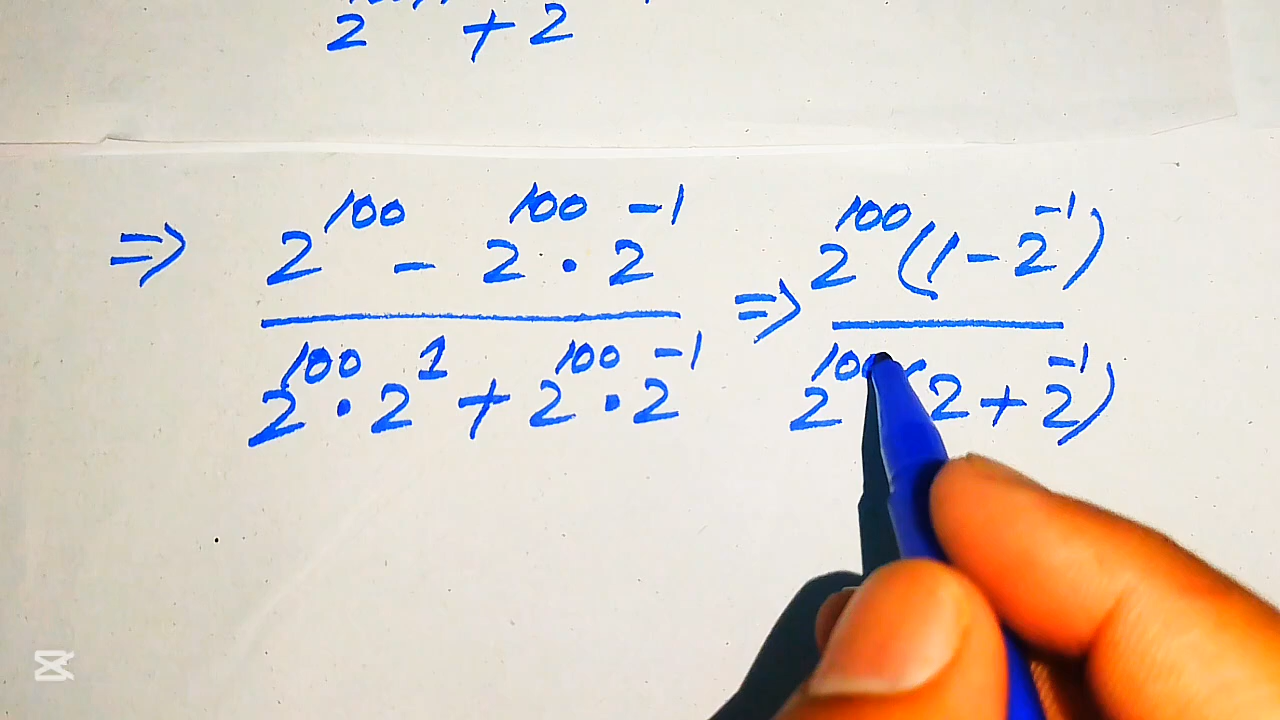 2 + 2
=> 2^100 - 2^100 · 2^-1 / 2^100 · 2^1 + 2^100 · 2^-1 => 2^100 (1 - 2^-1) / 2^100 (2 + 2^-1)